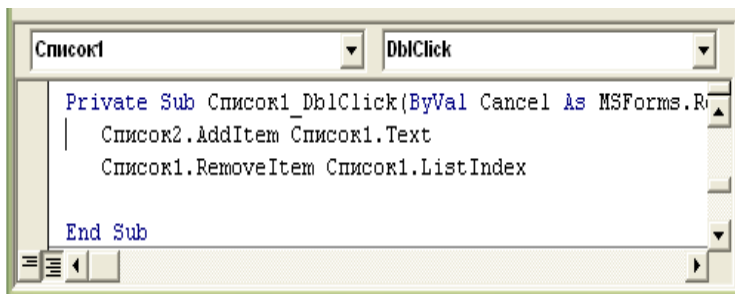 Список1 DblClick
Private Sub Список1_DblClick(ByVal Cancel As MSForms.R
Список2.AddItem Список1.Text
Список1.RemoveItem Список1.ListIndex
End Sub